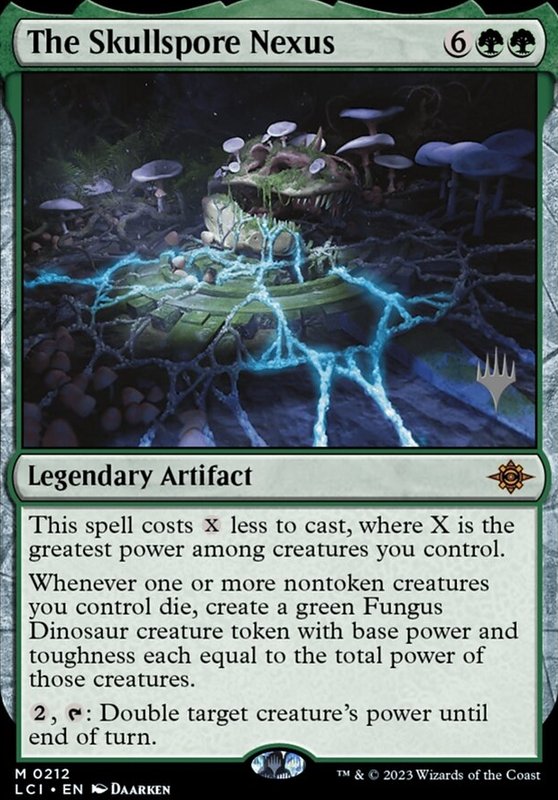 The Skullspore Nexus 6
Legendary Artifact
This spell costs X less to cast, where X is the
greatest power among creatures you control.
Whenever one or more nontoken creatures
you control die, create a green Fungus
Dinosaur creature token with base power and
toughness each equal to the total power of
those creatures.
2, : Double target creature's power until
end of turn.
M 0212
LCI • EN DAARKEN
™ & © 2023 Wizards of the Coast